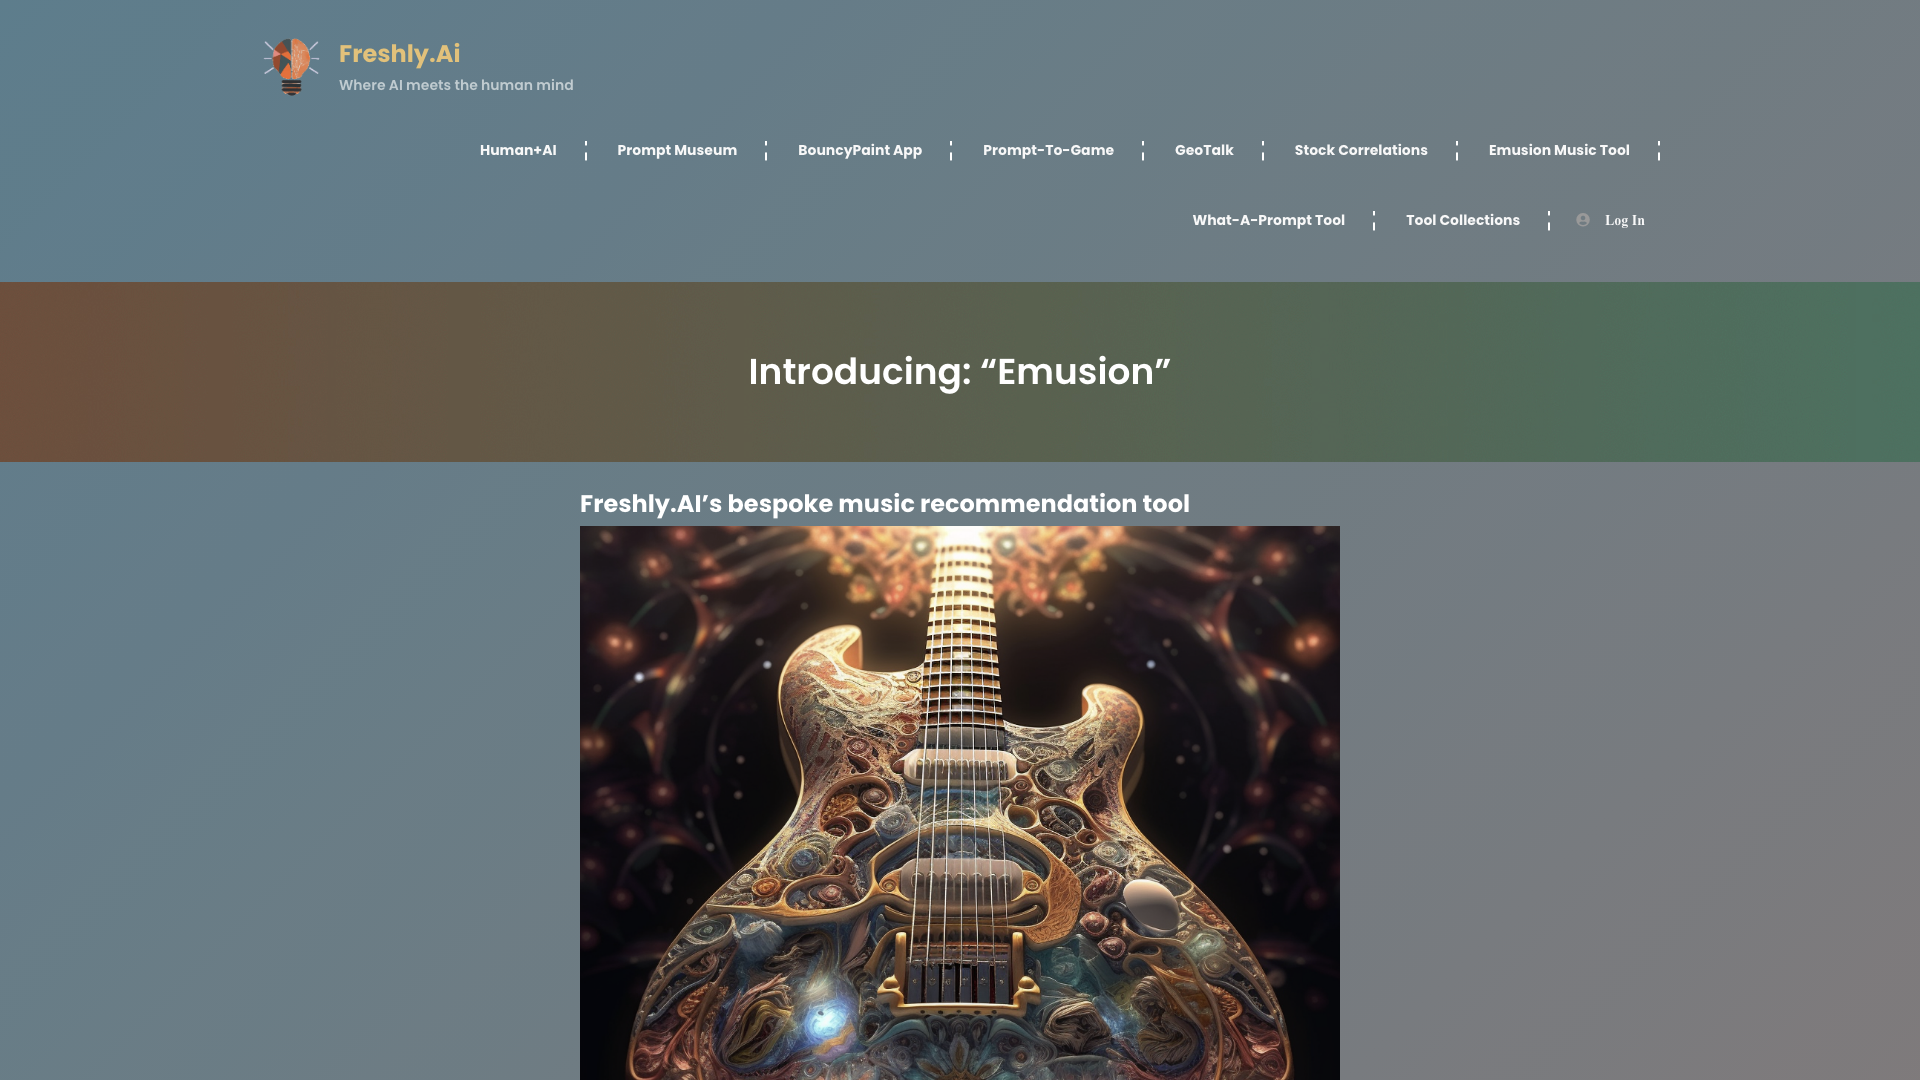 Freshly.Ai
Where AI meets the human mind
Human+AI
Prompt Museum
BouncyPaint App
Prompt-To-Game
GeoTalk
Stock Correlations
Emusion Music Tool
What-A-Prompt Tool
Tool Collections
Log In
Introducing: “Emusion”
Freshly.AI’s bespoke music recommendation tool